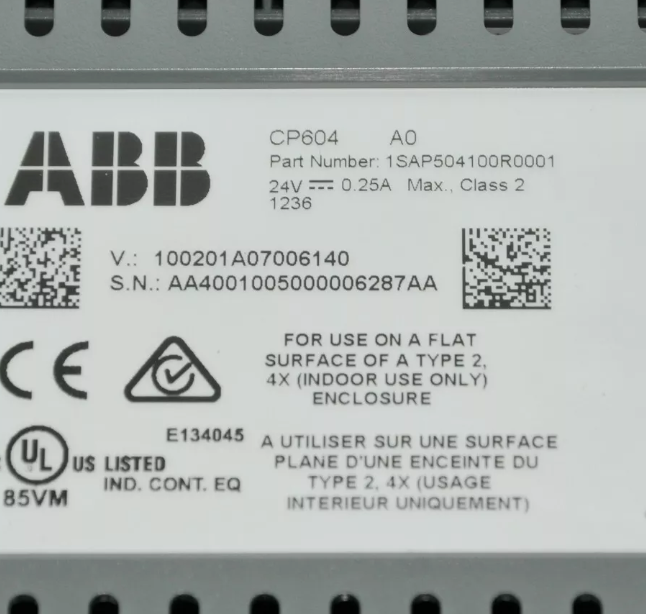 ABB
CP604 A0
Part Number: 1SAP504100R0001
24V 0.25A Max., Class 2
1236
V.: 100201A07006140
S.N.: AA4001005000006287AA
CE
FOR USE ON A FLAT
SURFACE OF A TYPE 2,
4X (INDOOR USE ONLY)
ENCLOSURE
E134045
UL US LISTED
IND. CONT. EQ
85VM
A UTILISER SUR UNE SURFACE
PLANE D'UNE ENCEINTE DU
TYPE 2, 4X (USAGE
INTERIEUR UNIQUEMENT)